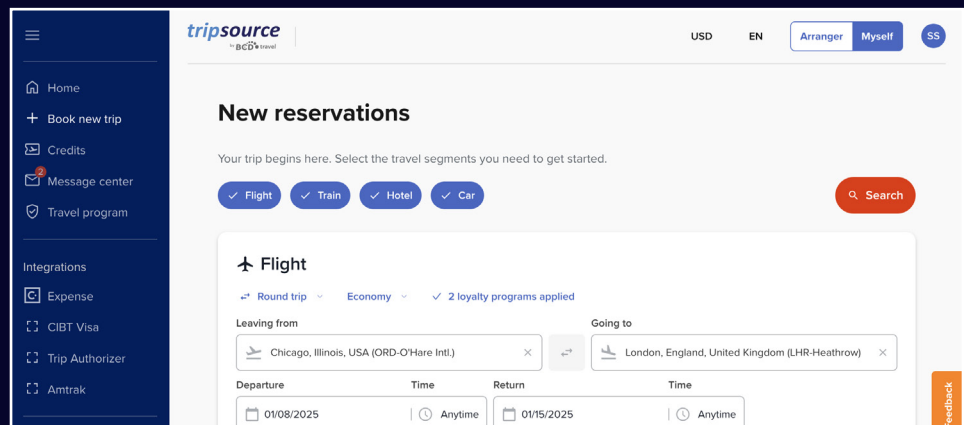 tripsource
by BCD travel
USD EN Arranger Myself SS
Home
Book new trip
Credits
2
Message center
Travel program
Integrations
Expense
CIBT Visa
Trip Authorizer
Amtrak
New reservations
Your trip begins here. Select the travel segments you need to get started.
Flight Train Hotel Car Search
Flight
Round trip Economy 2 loyalty programs applied
Leaving from Going to
Chicago, Illinois, USA (ORD-O'Hare Intl.) London, England, United Kingdom (LHR-Heathrow)
Departure Time Return Time
01/08/2025 Anytime 01/15/2025 Anytime
Feedback